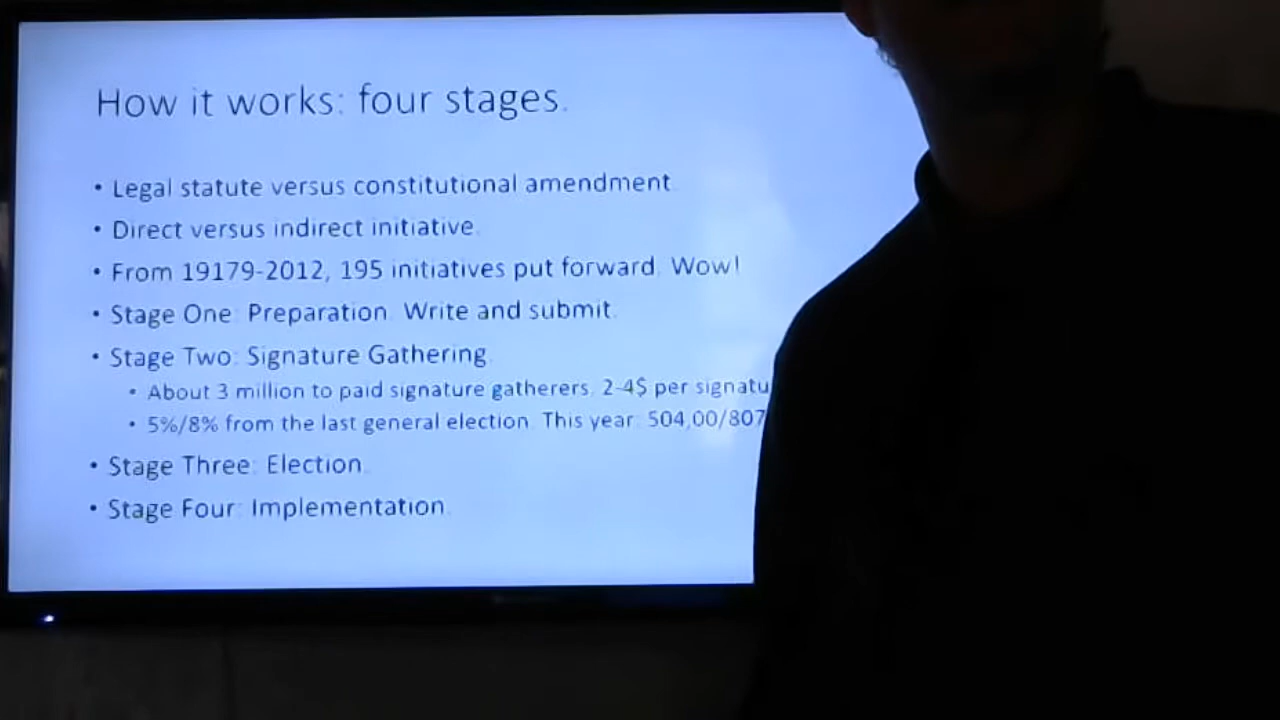 How it works: four stages.
• Legal statute versus constitutional amendment.
• Direct versus indirect initiative.
• From 19179-2012, 195 initiatives put forward. Wow!
• Stage One: Preparation. Write and submit.
• Stage Two: Signature Gathering.
• About 3 million to paid signature gatherers. 2-4$ per signatu
• 5%/8% from the last general election. This year: 504,00/807
• Stage Three: Election.
• Stage Four: Implementation.